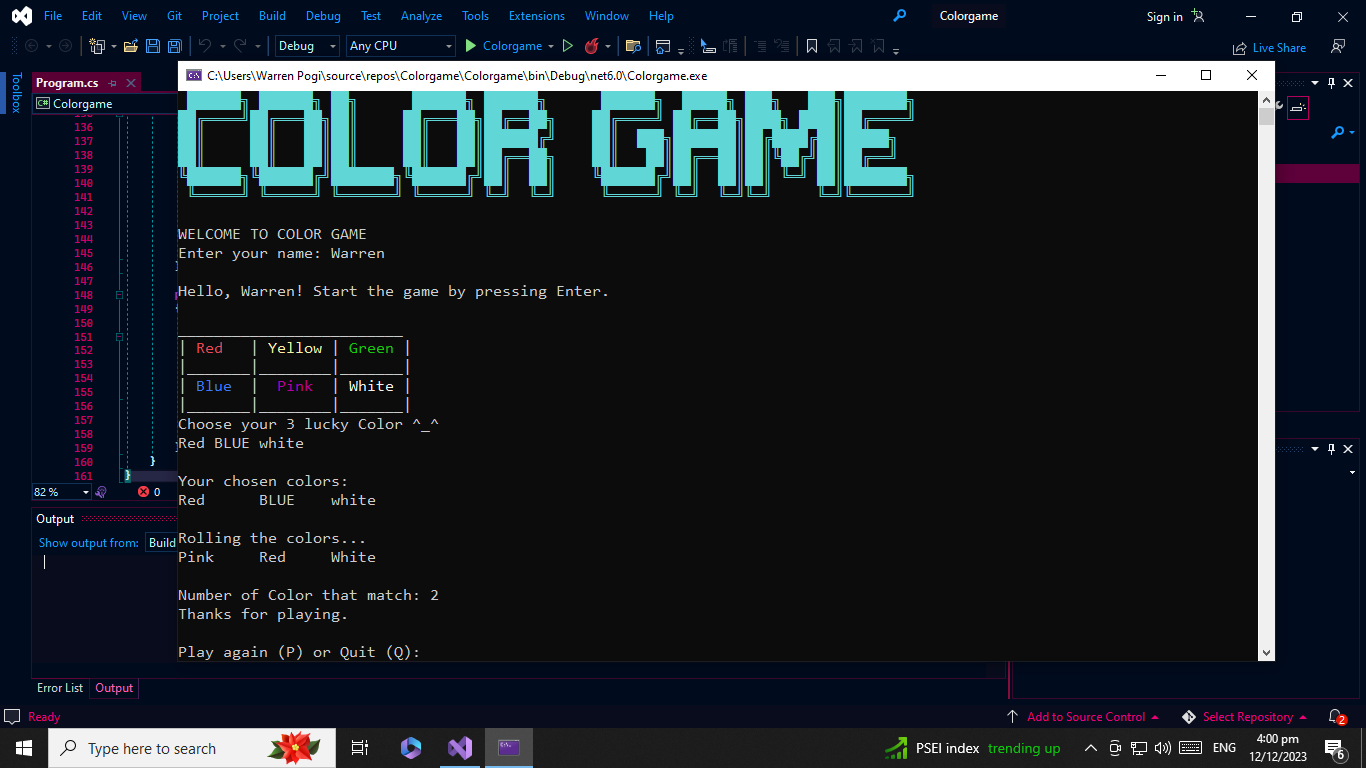 File Edit View Git Project Build Debug Test Analyze Tools Extensions Window Help Colorgame Sign in
Debug Any CPU Colorgame Live Share
Toolbox
Program.cs
C:\Users\Warren Pogi\source\repos\Colorgame\Colorgame\bin\Debug\net6.0\Colorgame.exe
C# Colorgame
136
137
138
139
140
141
142
143
144
145
146
147
148
149
150
151
152
153
154
155
156
157
158
159
160 }
161 }
COLOR GAME
WELCOME TO COLOR GAME
Enter your name: Warren
Hello, Warren! Start the game by pressing Enter.
| Red | Yellow | Green |
| Blue | Pink | White |
Choose your 3 lucky Color ^_^
Red BLUE white
Your chosen colors:
Red BLUE white
Rolling the colors...
Pink Red White
Number of Color that match: 2
Thanks for playing.
Play again (P) or Quit (Q):
82 % 0
Output
Show output from: Build
Error List Output
Ready Add to Source Control Select Repository 2
Type here to search PSEI index trending up ENG 4:00 pm
12/12/2023 6